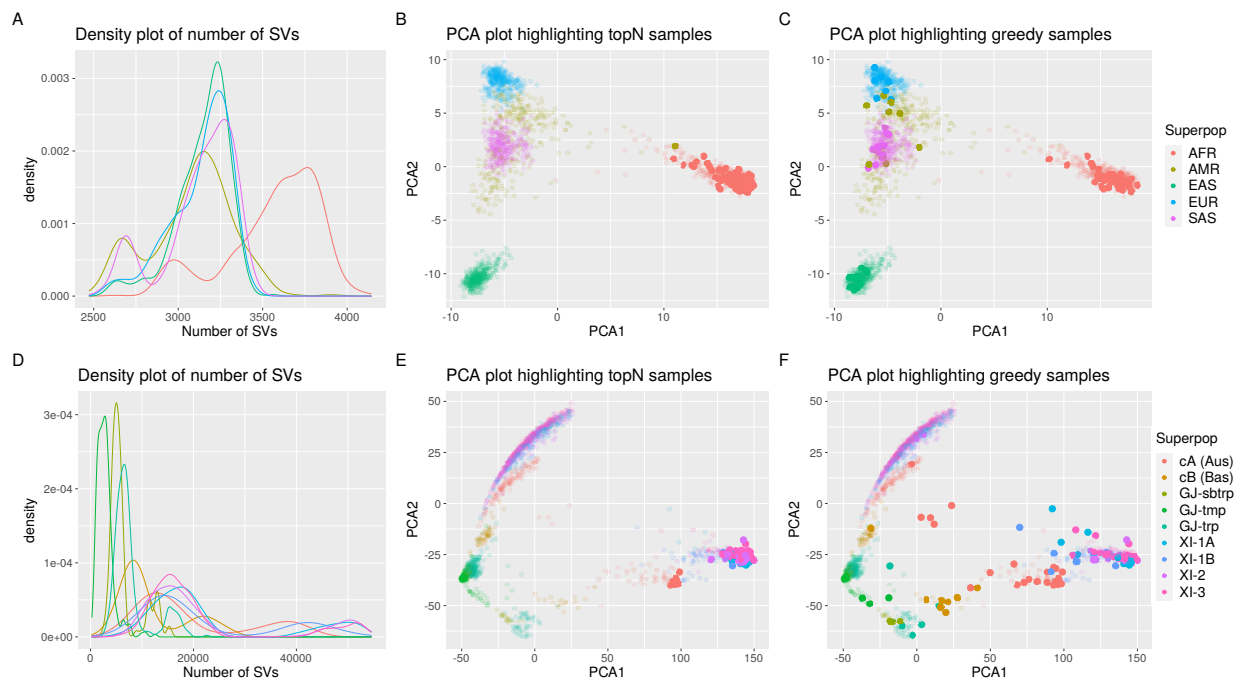 A
Density plot of number of SVs
density
0.003
0.002
0.001
0.000
2500
3000
3500
4000
Number of SVs
B
PCA plot highlighting topN samples
PCA2
10
5
0
-5
-10
-10
0
10
PCA1
C
PCA plot highlighting greedy samples
PCA2
10
5
0
-5
-10
-10
0
10
PCA1
Superpop
AFR
AMR
EAS
EUR
SAS
D
Density plot of number of SVs
density
3e-04
2e-04
1e-04
0e+00
0
20000
40000
Number of SVs
E
PCA plot highlighting topN samples
PCA2
50
25
0
-25
-50
-50
0
50
100
150
PCA1
F
PCA plot highlighting greedy samples
PCA2
50
25
0
-25
-50
-50
0
50
100
150
PCA1
Superpop
cA (Aus)
cB (Bas)
GJ-sbtrp
GJ-tmp
GJ-trp
XI-1A
XI-1B
XI-2
XI-3